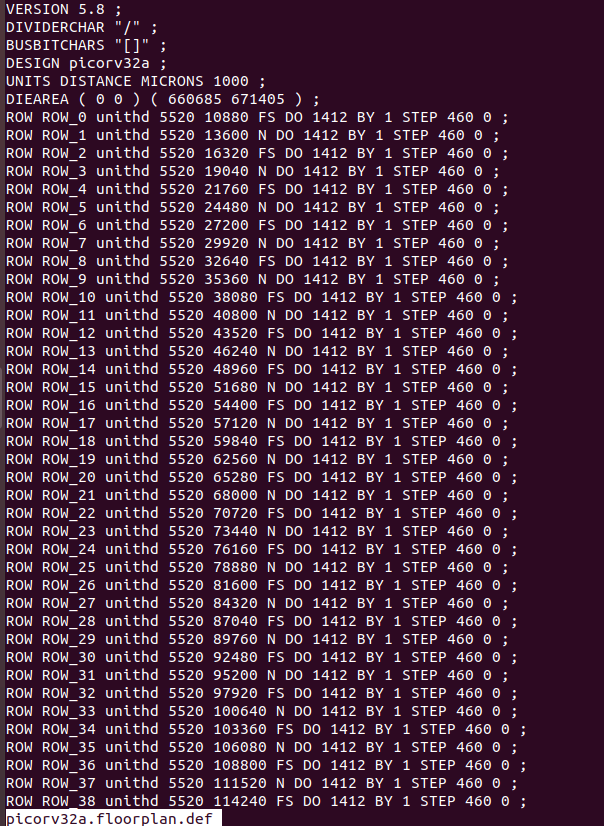 VERSION 5.8 ;
DIVIDERCHAR "/" ;
BUSBITCHARS "[]" ;
DESIGN picorv32a ;
UNITS DISTANCE MICRONS 1000 ;
DIEAREA ( 0 0 ) ( 660685 671405 ) ;
ROW ROW_0 unithd 5520 10880 FS DO 1412 BY 1 STEP 460 0 ;
ROW ROW_1 unithd 5520 13600 N DO 1412 BY 1 STEP 460 0 ;
ROW ROW_2 unithd 5520 16320 FS DO 1412 BY 1 STEP 460 0 ;
ROW ROW_3 unithd 5520 19040 N DO 1412 BY 1 STEP 460 0 ;
ROW ROW_4 unithd 5520 21760 FS DO 1412 BY 1 STEP 460 0 ;
ROW ROW_5 unithd 5520 24480 N DO 1412 BY 1 STEP 460 0 ;
ROW ROW_6 unithd 5520 27200 FS DO 1412 BY 1 STEP 460 0 ;
ROW ROW_7 unithd 5520 29920 N DO 1412 BY 1 STEP 460 0 ;
ROW ROW_8 unithd 5520 32640 FS DO 1412 BY 1 STEP 460 0 ;
ROW ROW_9 unithd 5520 35360 N DO 1412 BY 1 STEP 460 0 ;
ROW ROW_10 unithd 5520 38080 FS DO 1412 BY 1 STEP 460 0 ;
ROW ROW_11 unithd 5520 40800 N DO 1412 BY 1 STEP 460 0 ;
ROW ROW_12 unithd 5520 43520 FS DO 1412 BY 1 STEP 460 0 ;
ROW ROW_13 unithd 5520 46240 N DO 1412 BY 1 STEP 460 0 ;
ROW ROW_14 unithd 5520 48960 FS DO 1412 BY 1 STEP 460 0 ;
ROW ROW_15 unithd 5520 51680 N DO 1412 BY 1 STEP 460 0 ;
ROW ROW_16 unithd 5520 54400 FS DO 1412 BY 1 STEP 460 0 ;
ROW ROW_17 unithd 5520 57120 N DO 1412 BY 1 STEP 460 0 ;
ROW ROW_18 unithd 5520 59840 FS DO 1412 BY 1 STEP 460 0 ;
ROW ROW_19 unithd 5520 62560 N DO 1412 BY 1 STEP 460 0 ;
ROW ROW_20 unithd 5520 65280 FS DO 1412 BY 1 STEP 460 0 ;
ROW ROW_21 unithd 5520 68000 N DO 1412 BY 1 STEP 460 0 ;
ROW ROW_22 unithd 5520 70720 FS DO 1412 BY 1 STEP 460 0 ;
ROW ROW_23 unithd 5520 73440 N DO 1412 BY 1 STEP 460 0 ;
ROW ROW_24 unithd 5520 76160 FS DO 1412 BY 1 STEP 460 0 ;
ROW ROW_25 unithd 5520 78880 N DO 1412 BY 1 STEP 460 0 ;
ROW ROW_26 unithd 5520 81600 FS DO 1412 BY 1 STEP 460 0 ;
ROW ROW_27 unithd 5520 84320 N DO 1412 BY 1 STEP 460 0 ;
ROW ROW_28 unithd 5520 87040 FS DO 1412 BY 1 STEP 460 0 ;
ROW ROW_29 unithd 5520 89760 N DO 1412 BY 1 STEP 460 0 ;
ROW ROW_30 unithd 5520 92480 FS DO 1412 BY 1 STEP 460 0 ;
ROW ROW_31 unithd 5520 95200 N DO 1412 BY 1 STEP 460 0 ;
ROW ROW_32 unithd 5520 97920 FS DO 1412 BY 1 STEP 460 0 ;
ROW ROW_33 unithd 5520 100640 N DO 1412 BY 1 STEP 460 0 ;
ROW ROW_34 unithd 5520 103360 FS DO 1412 BY 1 STEP 460 0 ;
ROW ROW_35 unithd 5520 106080 N DO 1412 BY 1 STEP 460 0 ;
ROW ROW_36 unithd 5520 108800 FS DO 1412 BY 1 STEP 460 0 ;
ROW ROW_37 unithd 5520 111520 N DO 1412 BY 1 STEP 460 0 ;
ROW ROW_38 unithd 5520 114240 FS DO 1412 BY 1 STEP 460 0 ;
picorv32a.floorplan.def